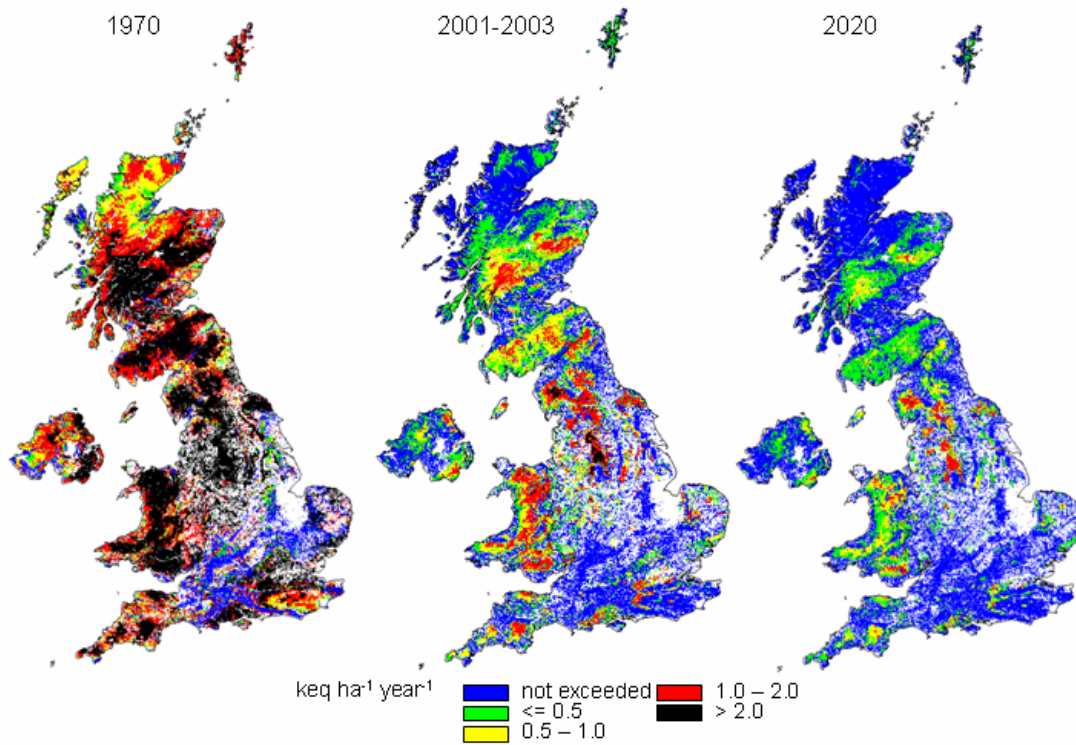 1970
2001-2003
2020
keq ha⁻¹ year⁻¹
not exceeded
<= 0.5
0.5 – 1.0
1.0 – 2.0
> 2.0